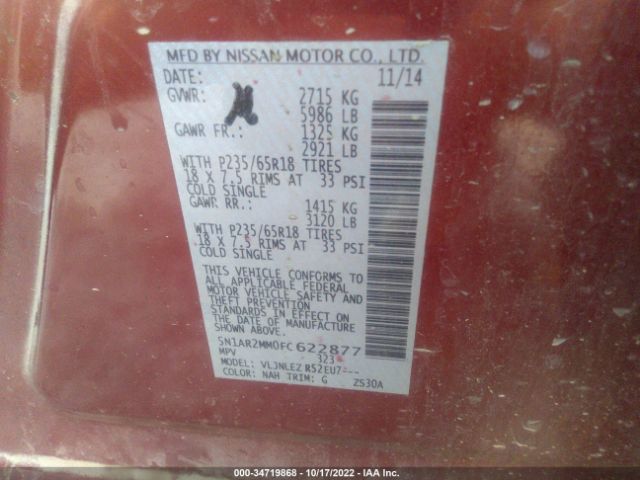 MFD BY NISSAN MOTOR CO., LTD.
DATE: 11/14
GVWR: 2715 KG
5986 LB
GAWR FR.: 1325 KG
2921 LB
WITH P235/65R18 TIRES
18 X 7.5 RIMS AT 33 PSI
COLD SINGLE
GAWR RR.: 1415 KG
3120 LB
WITH P235/65R18 TIRES
18 X 7.5 RIMS AT 33 PSI
COLD SINGLE
THIS VEHICLE CONFORMS TO
ALL APPLICABLE FEDERAL
MOTOR VEHICLE SAFETY AND
THEFT PREVENTION
STANDARDS IN EFFECT ON
THE DATE OF MANUFACTURE
SHOWN ABOVE.
5N1AR2MM0FC622877
MPV 323
MODEL: VLJNLEZ R52EU7---
COLOR: NAH TRIM: G ZS30A
000-34719868 - 10/17/2022 - IAA Inc.